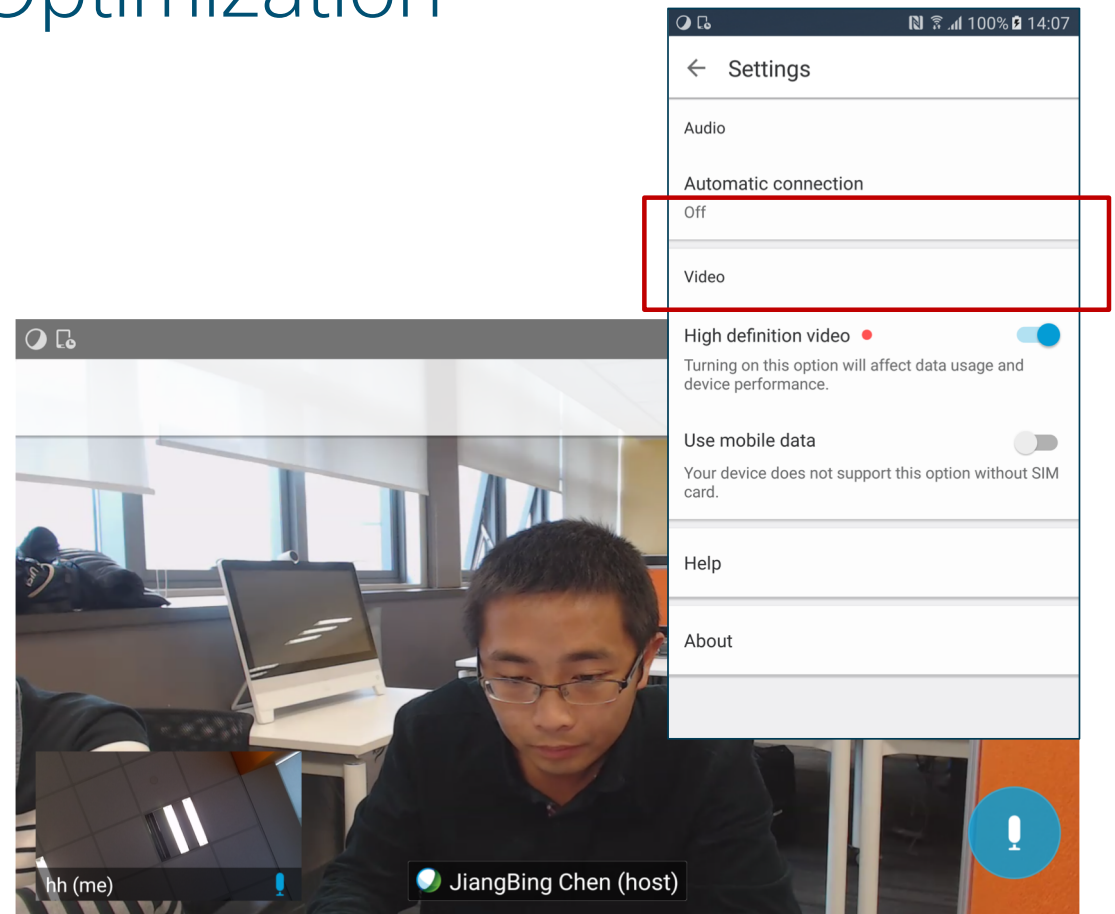 Optimization
100% 14:07
Settings
Audio
Automatic connection
Off
Video
High definition video
Turning on this option will affect data usage and
device performance.
Use mobile data
Your device does not support this option without SIM
card.
Help
About
hh (me)
JiangBing Chen (host)